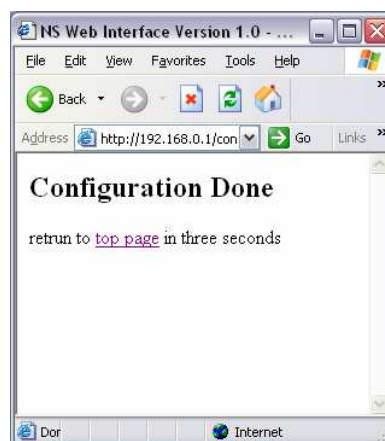 NS Web Interface Version 1.0 - ...
File Edit View Favorites Tools Help
Back
Address http://192.168.0.1/con Go Links
Configuration Done
retrun to top page in three seconds
Dor Internet